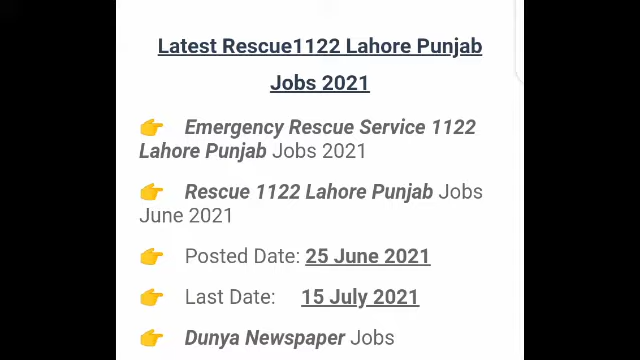 Latest Rescue1122 Lahore Punjab
Jobs 2021
👉 Emergency Rescue Service 1122
Lahore Punjab Jobs 2021
👉 Rescue 1122 Lahore Punjab Jobs
June 2021
👉 Posted Date: 25 June 2021
👉 Last Date: 15 July 2021
👉 Dunya Newspaper Jobs